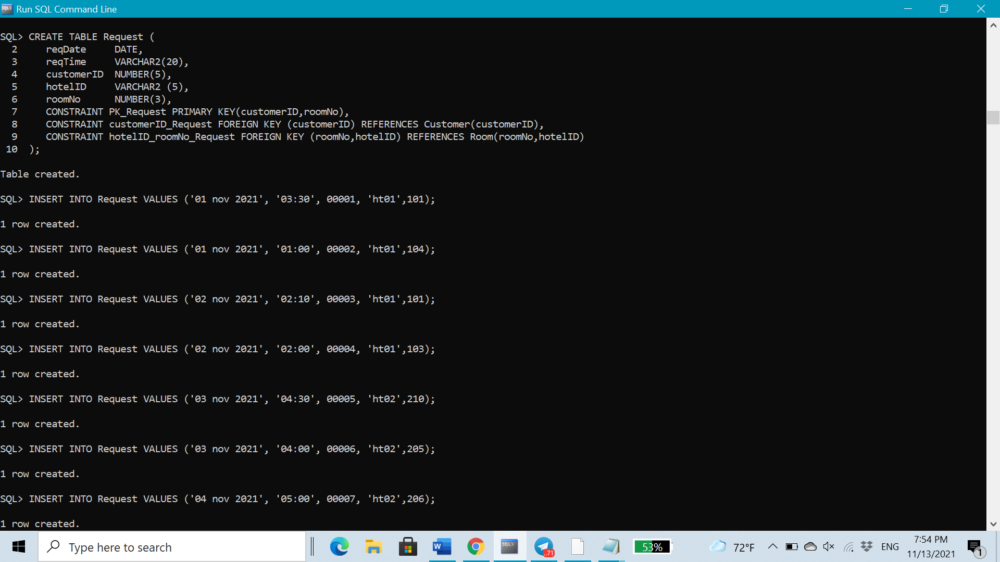 Run SQL Command Line
SQL> CREATE TABLE Request (
  2     reqDate     DATE,
  3     reqTime     VARCHAR2(20),
  4     customerID  NUMBER(5),
  5     hotelID     VARCHAR2 (5),
  6     roomNo      NUMBER(3),
  7     CONSTRAINT PK_Request PRIMARY KEY(customerID,roomNo),
  8     CONSTRAINT customerID_Request FOREIGN KEY (customerID) REFERENCES Customer(customerID),
  9     CONSTRAINT hotelID_roomNo_Request FOREIGN KEY (roomNo,hotelID) REFERENCES Room(roomNo,hotelID)
 10  );
Table created.
SQL> INSERT INTO Request VALUES ('01 nov 2021', '03:30', 00001, 'ht01',101);
1 row created.
SQL> INSERT INTO Request VALUES ('01 nov 2021', '01:00', 00002, 'ht01',104);
1 row created.
SQL> INSERT INTO Request VALUES ('02 nov 2021', '02:10', 00003, 'ht01',101);
1 row created.
SQL> INSERT INTO Request VALUES ('02 nov 2021', '02:00', 00004, 'ht01',103);
1 row created.
SQL> INSERT INTO Request VALUES ('03 nov 2021', '04:30', 00005, 'ht02',210);
1 row created.
SQL> INSERT INTO Request VALUES ('03 nov 2021', '04:00', 00006, 'ht02',205);
1 row created.
SQL> INSERT INTO Request VALUES ('04 nov 2021', '05:00', 00007, 'ht02',206);
1 row created.
Type here to search
W
SQL>
..71
53%
72°F
ENG
7:54 PM
11/13/2021
1